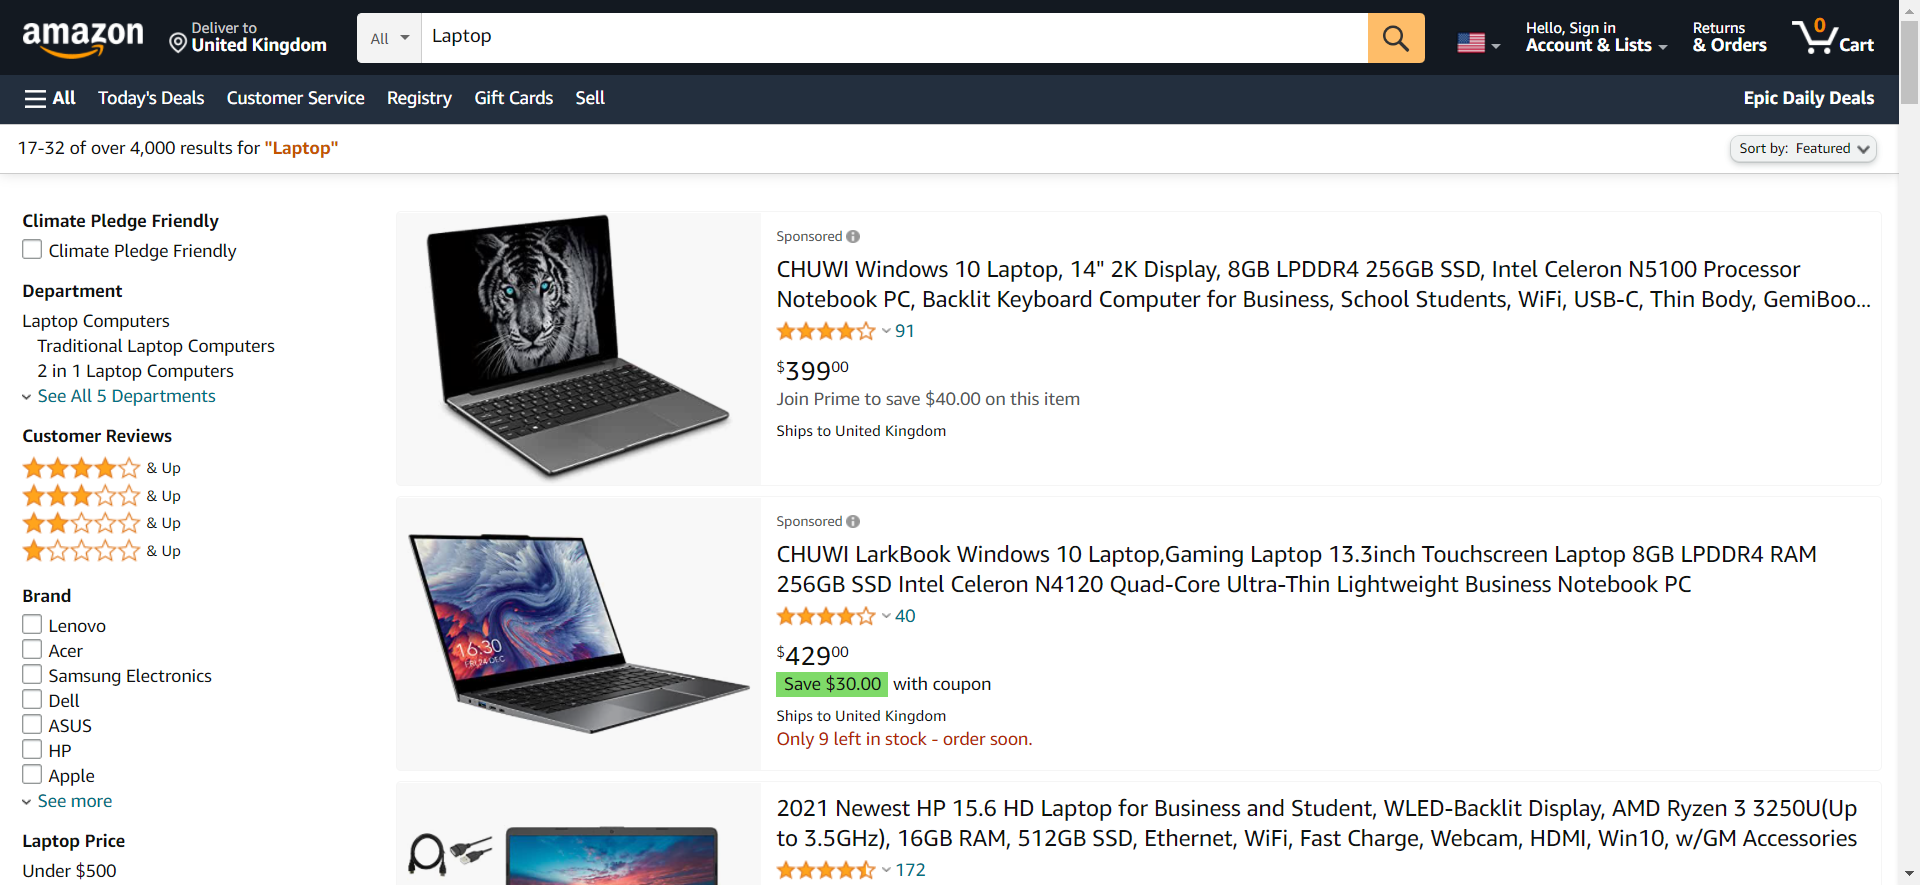 amazon
Deliver to
United Kingdom
All
Laptop
Hello, Sign in
Account & Lists
Returns
& Orders
0
Cart
All
Today's Deals
Customer Service
Registry
Gift Cards
Sell
Epic Daily Deals
17-32 of over 4,000 results for "Laptop"
Sort by: Featured
Climate Pledge Friendly
Climate Pledge Friendly
Department
Laptop Computers
Traditional Laptop Computers
2 in 1 Laptop Computers
See All 5 Departments
Customer Reviews
& Up
& Up
& Up
& Up
Brand
Lenovo
Acer
Samsung Electronics
Dell
ASUS
HP
Apple
See more
Laptop Price
Under $500
Sponsored
CHUWI Windows 10 Laptop, 14" 2K Display, 8GB LPDDR4 256GB SSD, Intel Celeron N5100 Processor
Notebook PC, Backlit Keyboard Computer for Business, School Students, WiFi, USB-C, Thin Body, GemiBoo...
91
$39900
Join Prime to save $40.00 on this item
Ships to United Kingdom
16:30
FRI,24 DEC
Sponsored
CHUWI LarkBook Windows 10 Laptop,Gaming Laptop 13.3inch Touchscreen Laptop 8GB LPDDR4 RAM
256GB SSD Intel Celeron N4120 Quad-Core Ultra-Thin Lightweight Business Notebook PC
40
$42900
Save $30.00 with coupon
Ships to United Kingdom
Only 9 left in stock - order soon.
2021 Newest HP 15.6 HD Laptop for Business and Student, WLED-Backlit Display, AMD Ryzen 3 3250U(Up
to 3.5GHz), 16GB RAM, 512GB SSD, Ethernet, WiFi, Fast Charge, Webcam, HDMI, Win10, w/GM Accessories
172